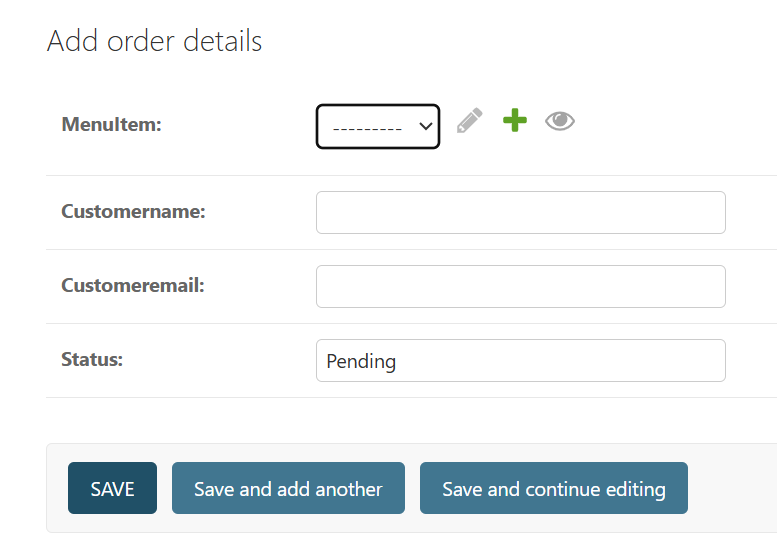 Add order details
MenuItem:
---------
Customername:
Customeremail:
Status:
Pending
SAVE
Save and add another
Save and continue editing